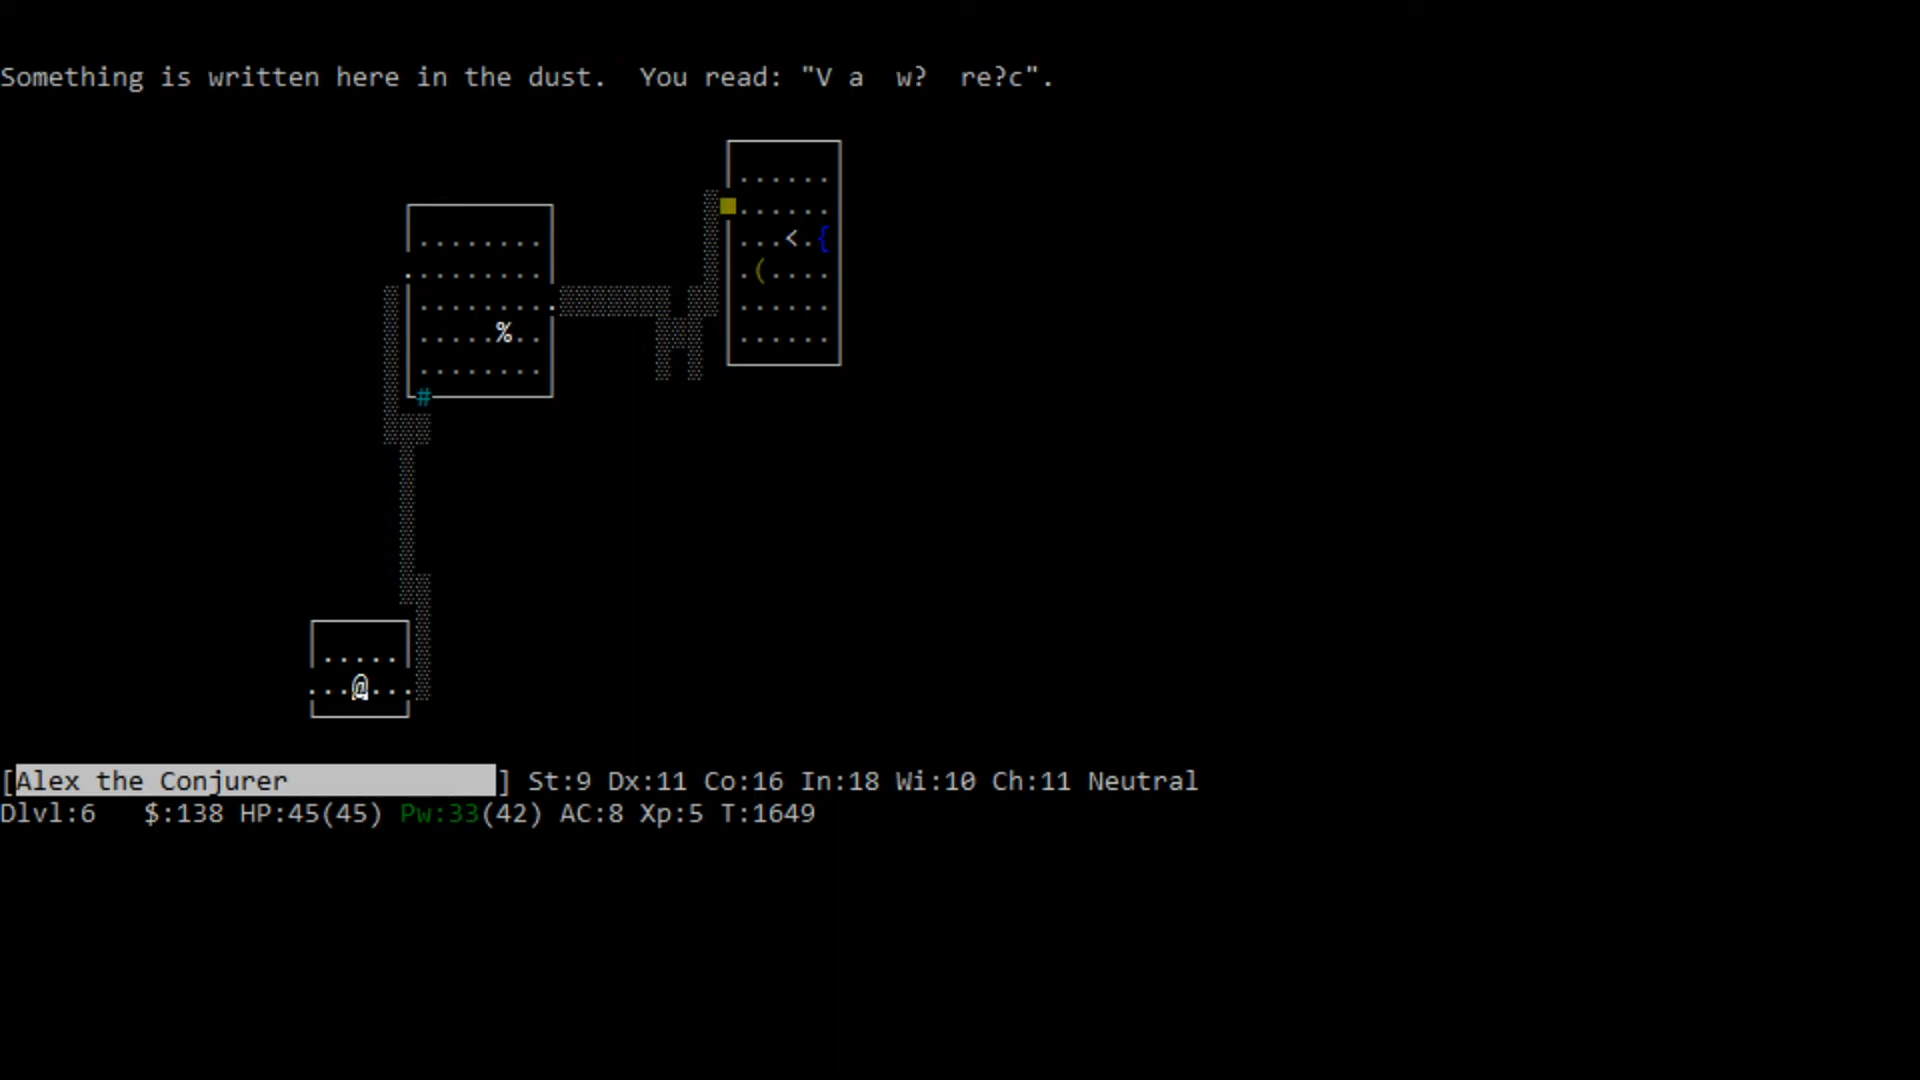 Something is written here in the dust.  You read: "V a  w?  re?c".
[Alex the Conjurer             ] St:9 Dx:11 Co:16 In:18 Wi:10 Ch:11 Neutral
Dlvl:6   $:138 HP:45(45) Pw:33(42) AC:8 Xp:5 T:1649